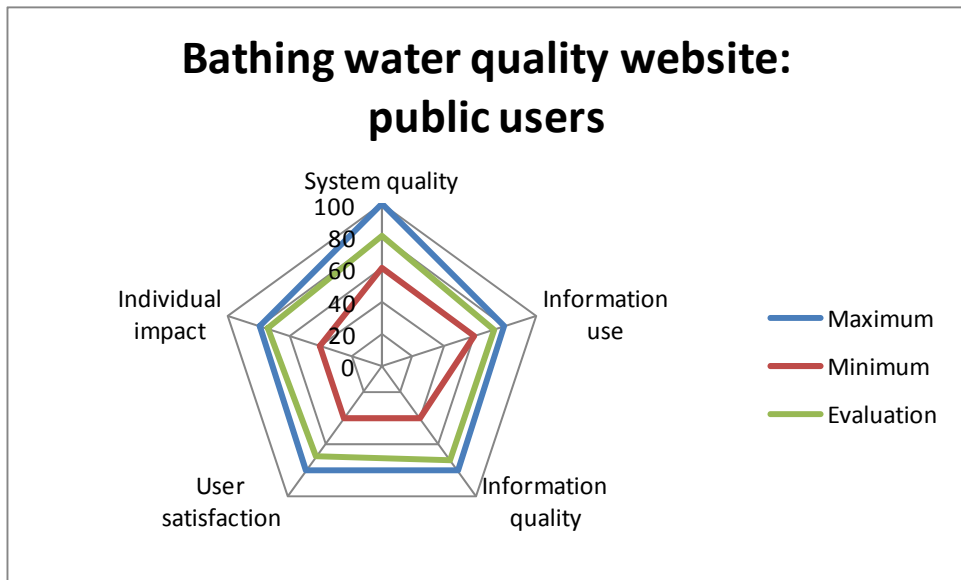 Bathing water quality website:
public users
System quality
100
80
60
40
20
0
Information
use
Information
quality
User
satisfaction
Individual
impact
Maximum
Minimum
Evaluation